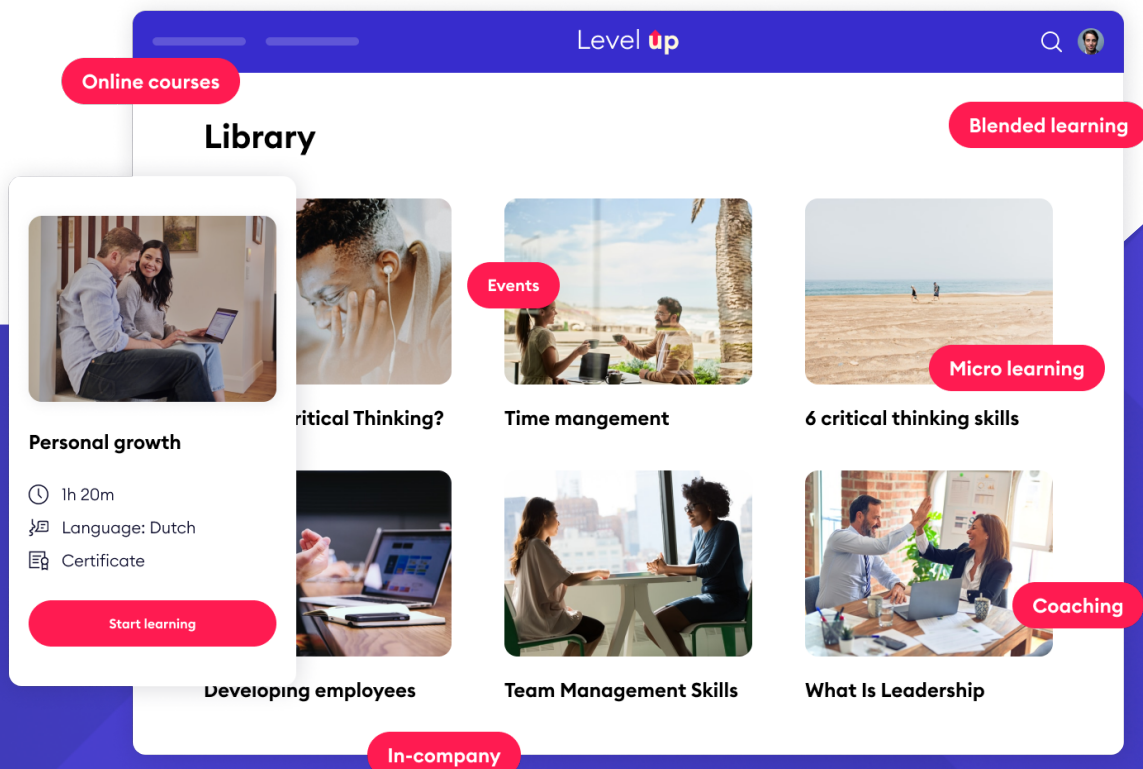 Level up
Online courses
Blended learning
Library
Events
Micro learning
ritical Thinking?
Time mangement
6 critical thinking skills
Personal growth
1h 20m
Language: Dutch
Certificate
Start learning
Coaching
Developing employees
Team Management Skills
What Is Leadership
In-company